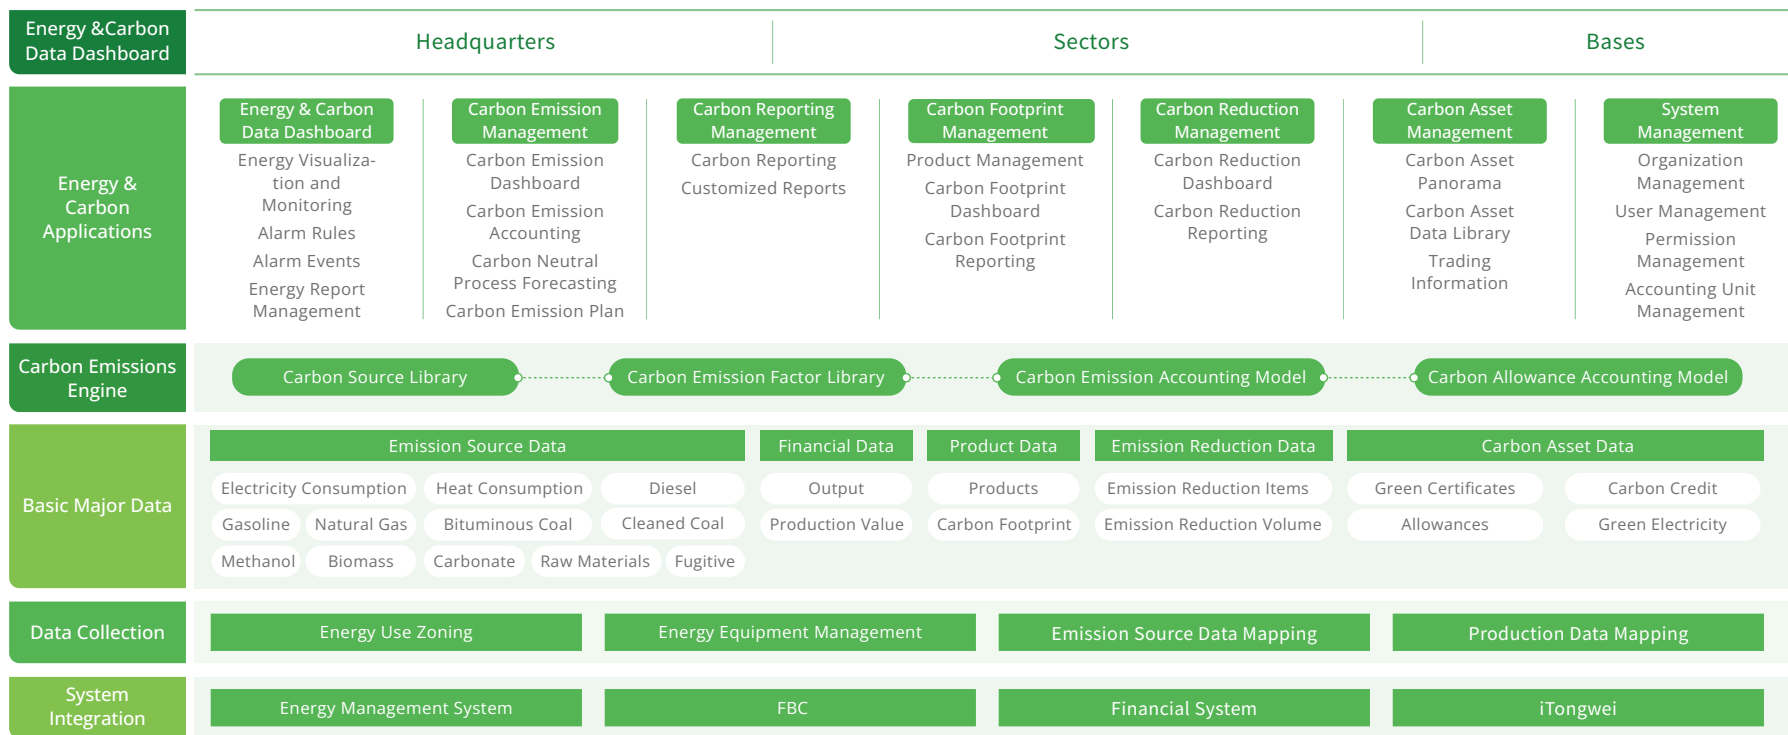 Energy &Carbon
Data Dashboard
Headquarters
Sectors
Bases
Energy &
Carbon
Applications
Energy & Carbon
Data Dashboard
Energy Visualiza-
tion and
Monitoring
Alarm Rules
Alarm Events
Energy Report
Management
Carbon Emission
Management
Carbon Emission
Dashboard
Carbon Emission
Accounting
Carbon Neutral
Process Forecasting
Carbon Emission Plan
Carbon Reporting
Management
Carbon Reporting
Customized Reports
Carbon Footprint
Management
Product Management
Carbon Footprint
Dashboard
Carbon Footprint
Reporting
Carbon Reduction
Management
Carbon Reduction
Dashboard
Carbon Reduction
Reporting
Carbon Asset
Management
Carbon Asset
Panorama
Carbon Asset
Data Library
Trading
Information
System
Management
Organization
Management
User Management
Permission
Management
Accounting Unit
Management
Carbon Emissions
Engine
Carbon Source Library
Carbon Emission Factor Library
Carbon Emission Accounting Model
Carbon Allowance Accounting Model
Basic Major Data
Emission Source Data
Electricity Consumption
Heat Consumption
Diesel
Gasoline
Natural Gas
Bituminous Coal
Cleaned Coal
Methanol
Biomass
Carbonate
Raw Materials
Fugitive
Financial Data
Output
Production Value
Product Data
Products
Carbon Footprint
Emission Reduction Data
Emission Reduction Items
Emission Reduction Volume
Carbon Asset Data
Green Certificates
Carbon Credit
Allowances
Green Electricity
Data Collection
Energy Use Zoning
Energy Equipment Management
Emission Source Data Mapping
Production Data Mapping
System
Integration
Energy Management System
FBC
Financial System
iTongwei